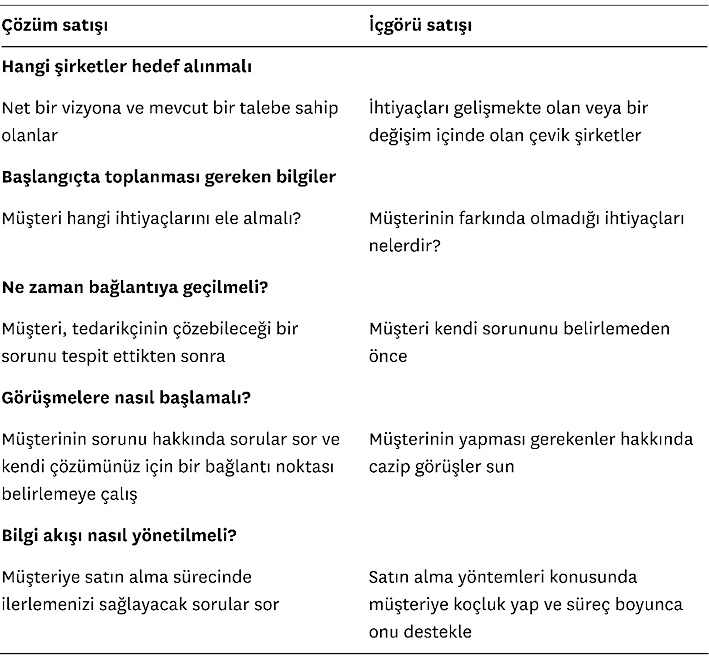 Çözüm satışı İçgörü satışı
Hangi şirketler hedef alınmalı
Net bir vizyona ve mevcut bir talebe sahip İhtiyaçları gelişmekte olan veya bir
olanlar değişim içinde olan çevik şirketler
Başlangıçta toplanması gereken bilgiler
Müşteri hangi ihtiyaçlarını ele almalı? Müşterinin farkında olmadığı ihtiyaçları
nelerdir?
Ne zaman bağlantıya geçilmeli?
Müşteri, tedarikçinin çözebileceği bir Müşteri kendi sorununu belirlemeden
sorunu tespit ettikten sonra önce
Görüşmelere nasıl başlamalı?
Müşterinin sorunu hakkında sorular sor ve Müşterinin yapması gerekenler hakkında
kendi çözümünüz için bir bağlantı noktası cazip görüşler sun
belirlemeye çalış
Bilgi akışı nasıl yönetilmeli?
Müşteriye satın alma sürecinde Satın alma yöntemleri konusunda
ilerlemenizi sağlayacak sorular sor müşteriye koçluk yap ve süreç boyunca
onu destekle